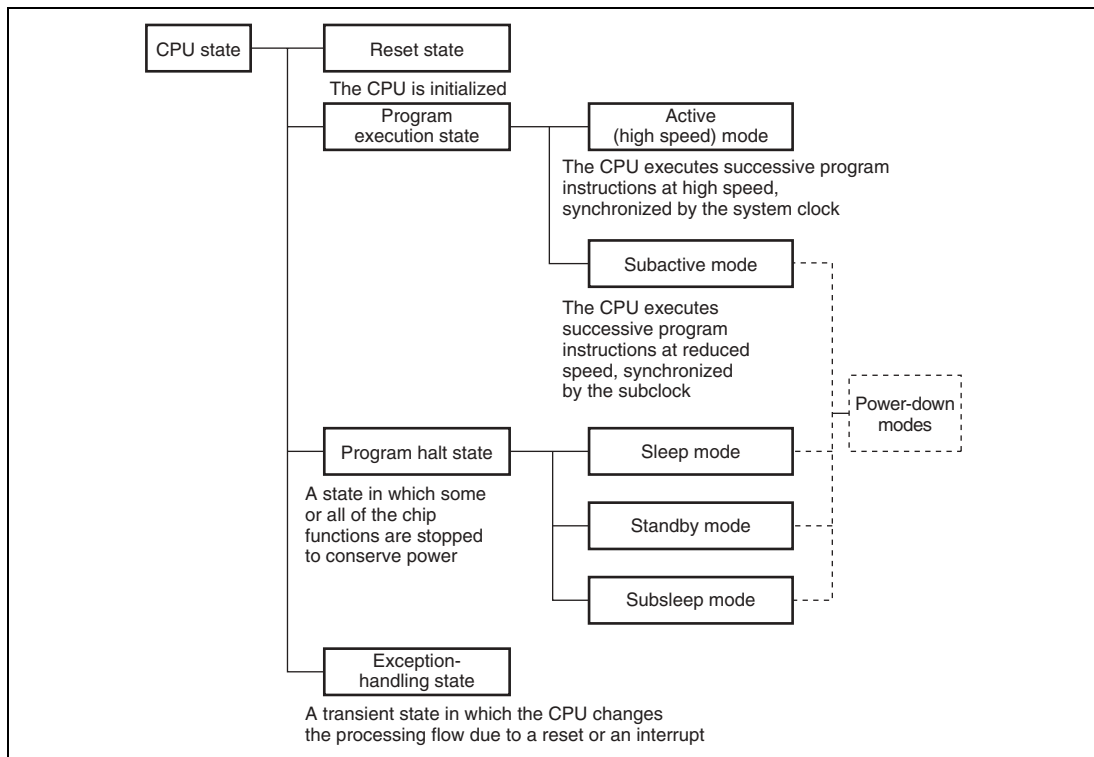 CPU state
Reset state
The CPU is initialized
Program
execution state
Active
(high speed) mode
The CPU executes successive program
instructions at high speed,
synchronized by the system clock
Subactive mode
The CPU executes
successive program
instructions at reduced
speed, synchronized
by the subclock
Power-down
modes
Program halt state
A state in which some
or all of the chip
functions are stopped
to conserve power
Sleep mode
Standby mode
Subsleep mode
Exception-
handling state
A transient state in which the CPU changes
the processing flow due to a reset or an interrupt